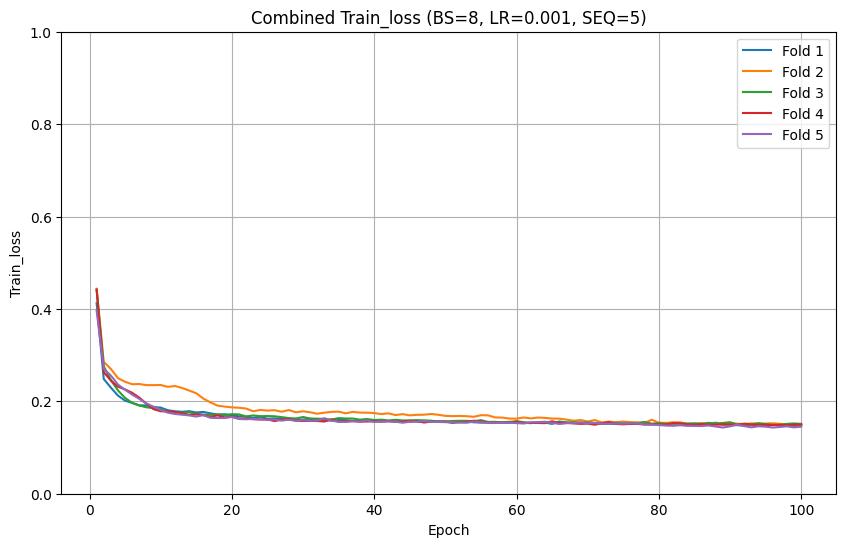 Combined Train_loss (BS=8, LR=0.001, SEQ=5)
1.0
0.8
0.6
0.4
0.2
0.0
Train_loss
Fold 1
Fold 2
Fold 3
Fold 4
Fold 5
0 20 40 60 80 100
Epoch